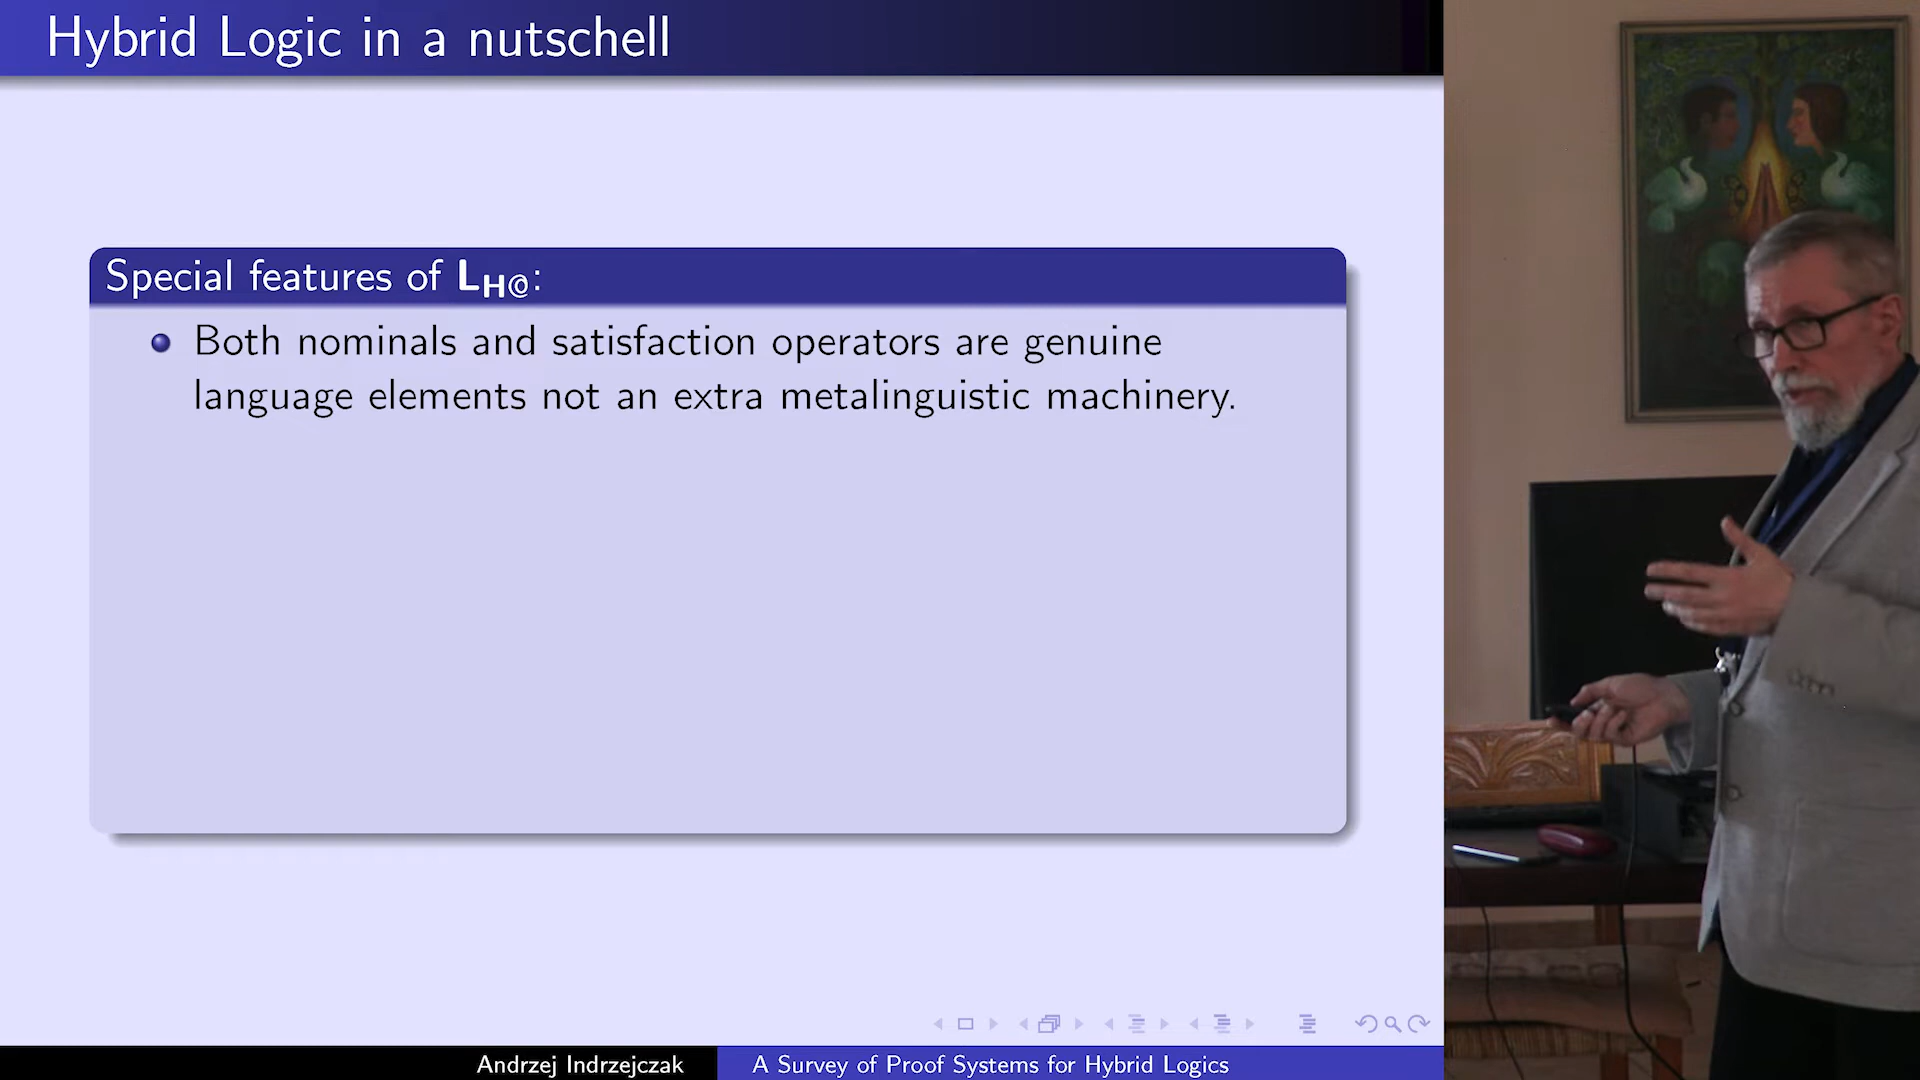 Hybrid Logic in a nutschell
Special features of L_H@:
Both nominals and satisfaction operators are genuine
language elements not an extra metalinguistic machinery.
Andrzej Indrzejczak
A Survey of Proof Systems for Hybrid Logics